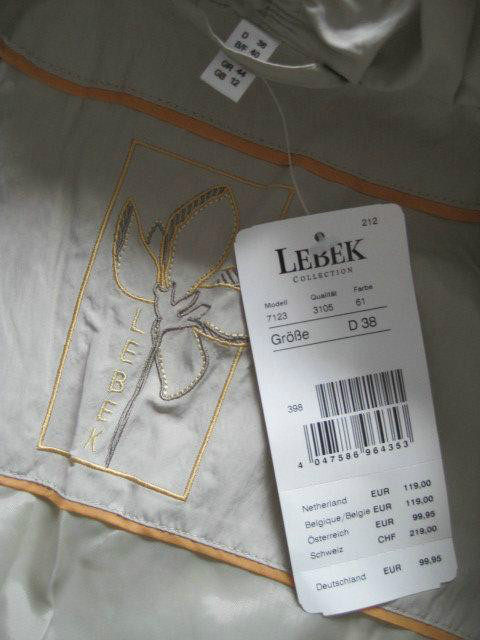 D 38
B/F 40
GR 44
GB 12
LEBEK
212
LEBEK
COLLECTION
Modell Qualität Farbe
7123 3105 61
Größe D 38
398
4 047586 964353
Netherland EUR 119,00
Belgique/Belgie EUR 119,00
Österreich EUR 99,95
Schweiz CHF 219,00
Deutschland EUR 99,95